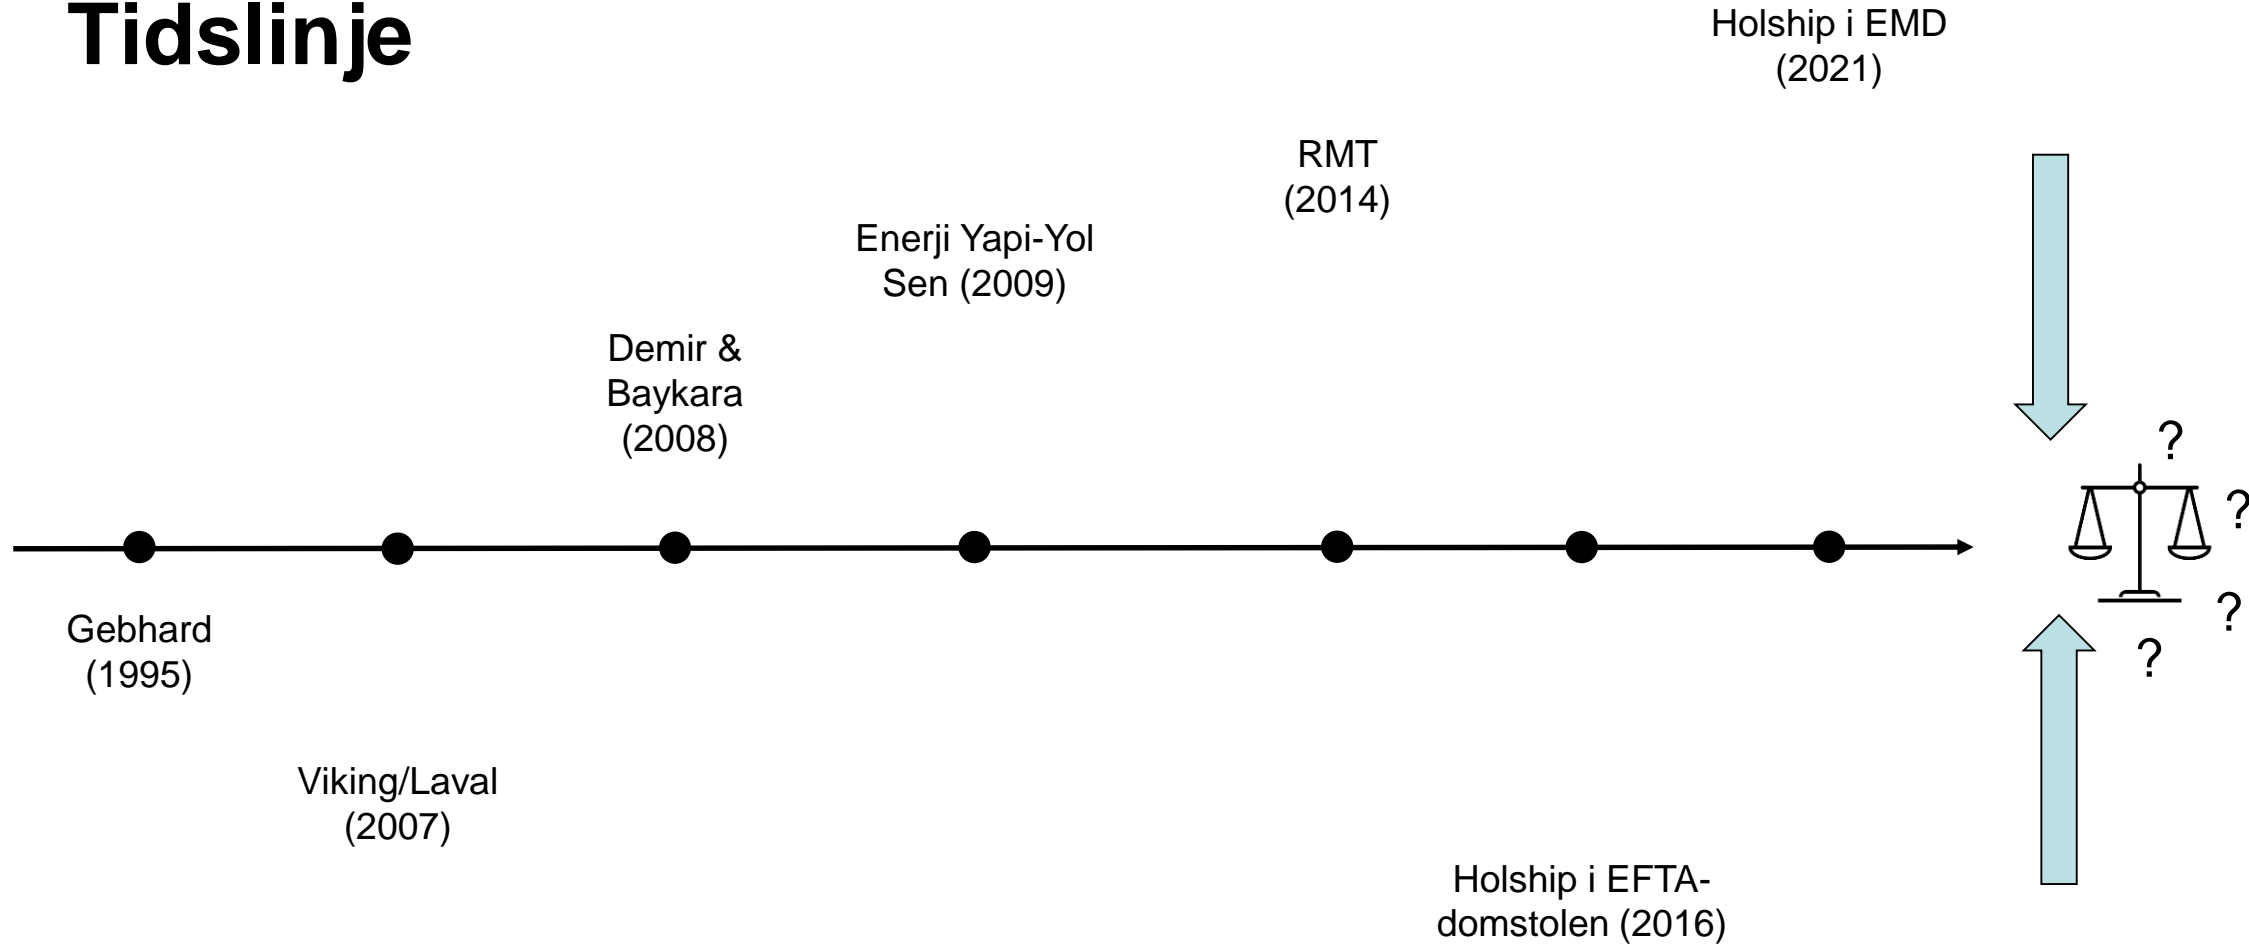 Tidslinje
Holship i EMD
(2021)
RMT
(2014)
Enerji Yapi-Yol
Sen (2009)
Demir &
Baykara
(2008)
?
?
?
?
Gebhard
(1995)
Viking/Laval
(2007)
Holship i EFTA-
domstolen (2016)